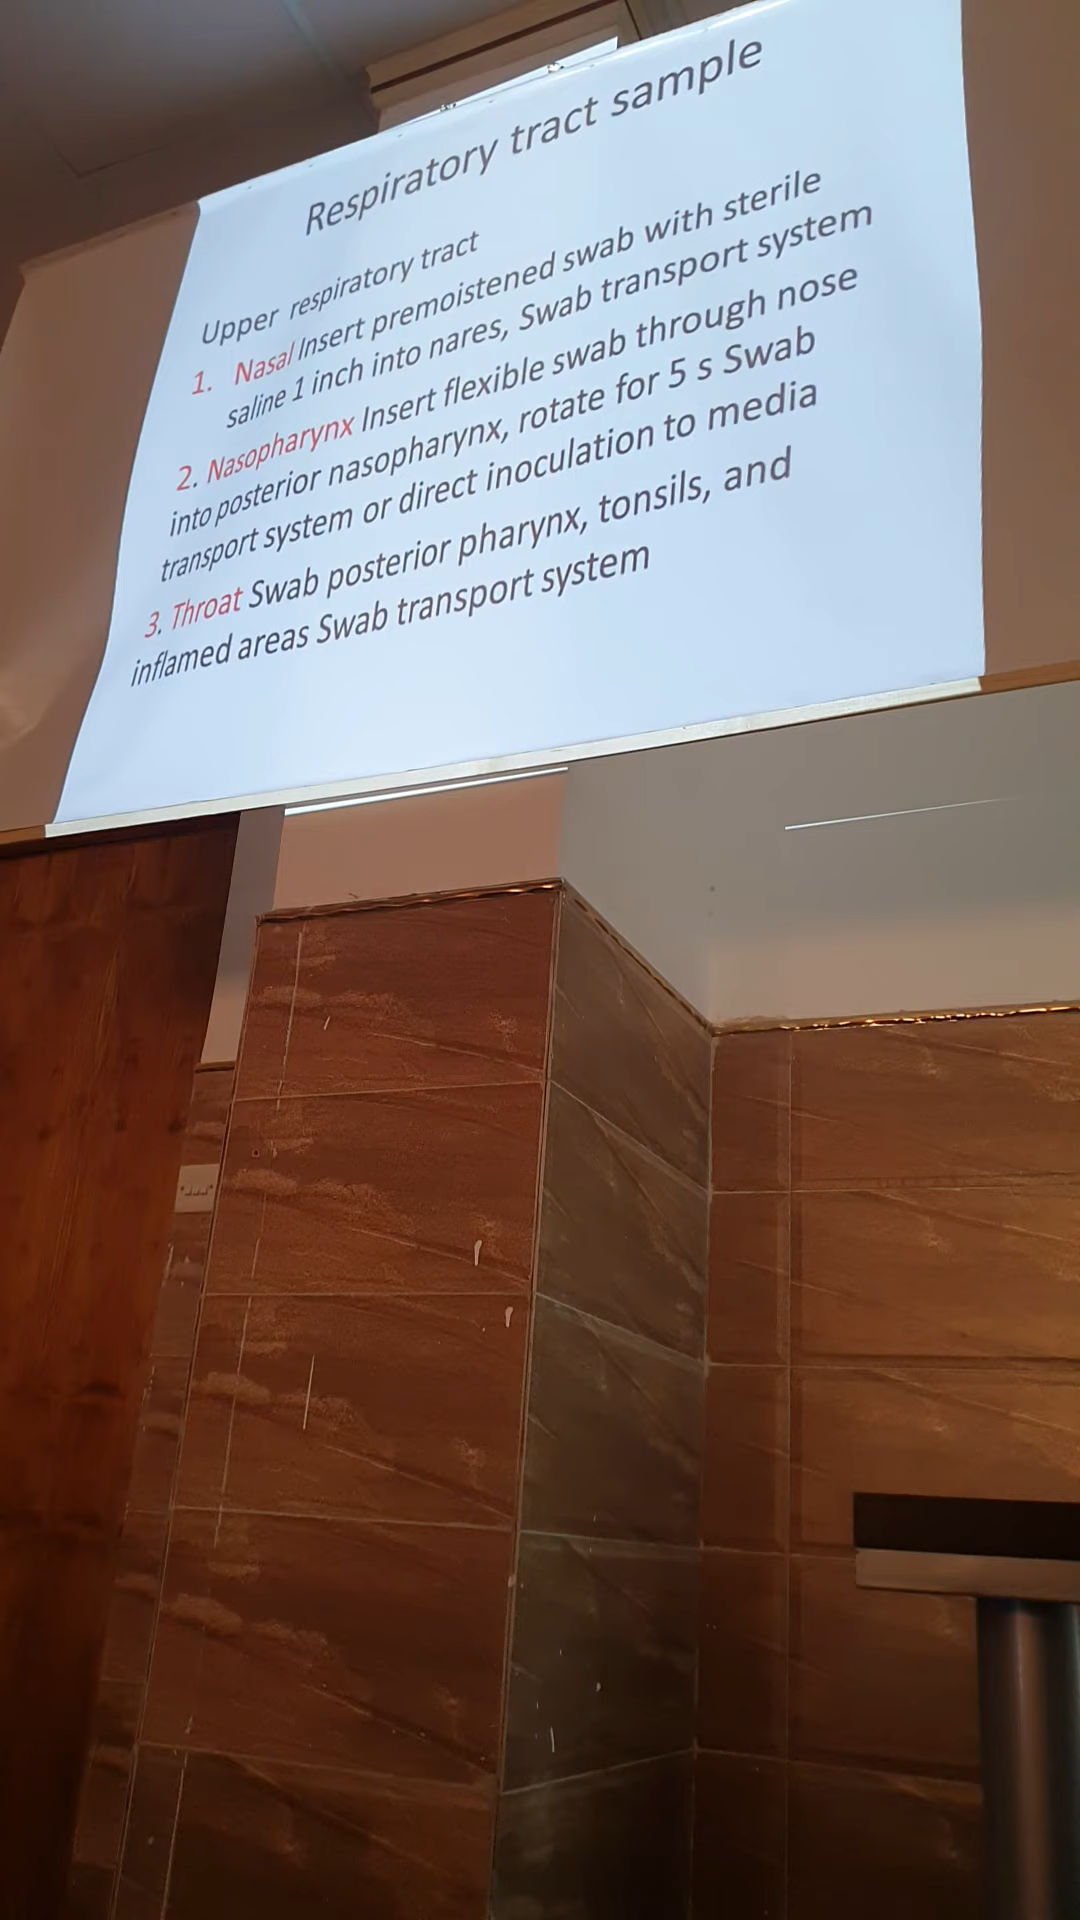 Respiratory tract sample
Upper respiratory tract
1. Nasal Insert premoistened swab with sterile
saline 1 inch into nares, Swab transport system
2. Nasopharynx Insert flexible swab through nose
into posterior nasopharynx, rotate for 5 s Swab
transport system or direct inoculation to media
3. Throat Swab posterior pharynx, tonsils, and
inflamed areas Swab transport system